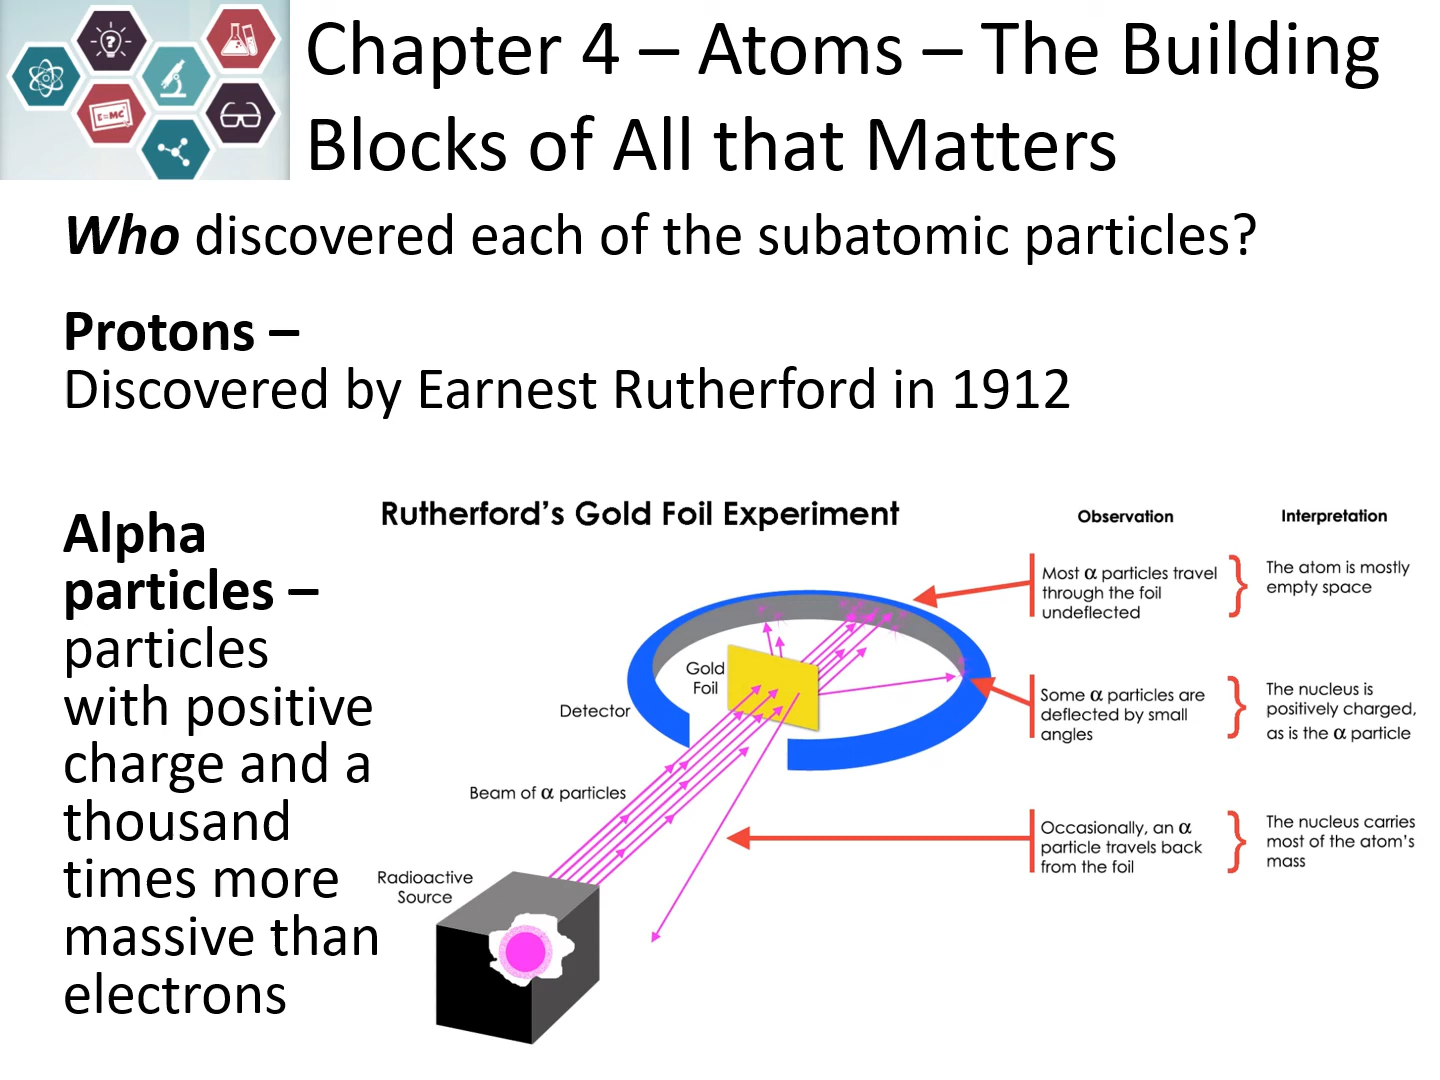 Chapter 4 – Atoms – The Building
Blocks of All that Matters
E=MC²
Who discovered each of the subatomic particles?
Protons –
Discovered by Earnest Rutherford in 1912
Alpha
particles –
particles
with positive
charge and a
thousand
times more
massive than
electrons
Rutherford's Gold Foil Experiment
Observation
Interpretation
Most α particles travel
through the foil
undeflected
The atom is mostly
empty space
Gold
Foil
Detector
Some α particles are
deflected by small
angles
The nucleus is
positively charged,
as is the α particle
Beam of α particles
Occasionally, an α
particle travels back
from the foil
The nucleus carries
most of the atom's
mass
Radioactive
Source